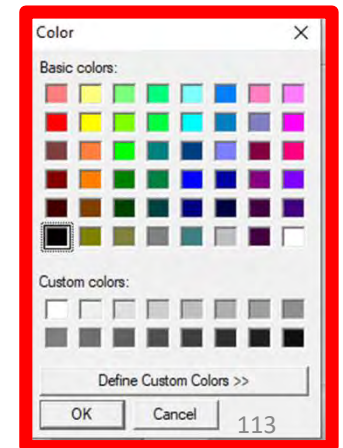 Color
Basic colors:
Custom colors:
Define Custom Colors >>
OK Cancel 113